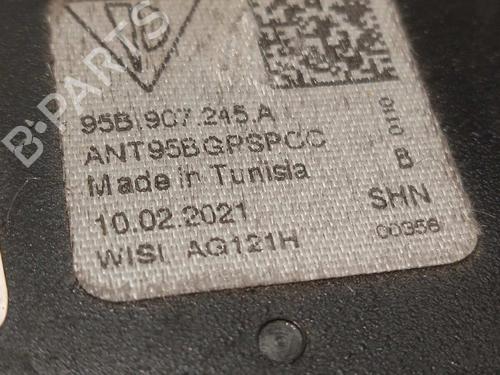 95B.907.245.A
ANT95BGPSPCC
Made in Tunisia
10.02.2021
WISI AG121H
0110
B
SHN
00356
B-PARTS